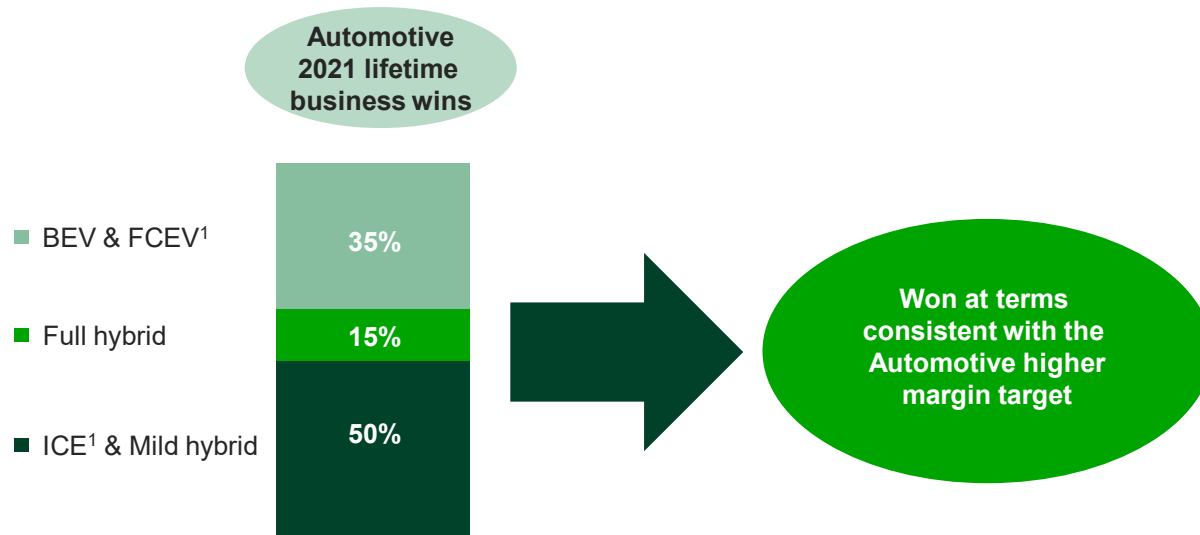 Automotive
2021 lifetime
business wins
BEV & FCEV¹
35%
Full hybrid
15%
ICE¹ & Mild hybrid
50%
Won at terms
consistent with the
Automotive higher
margin target